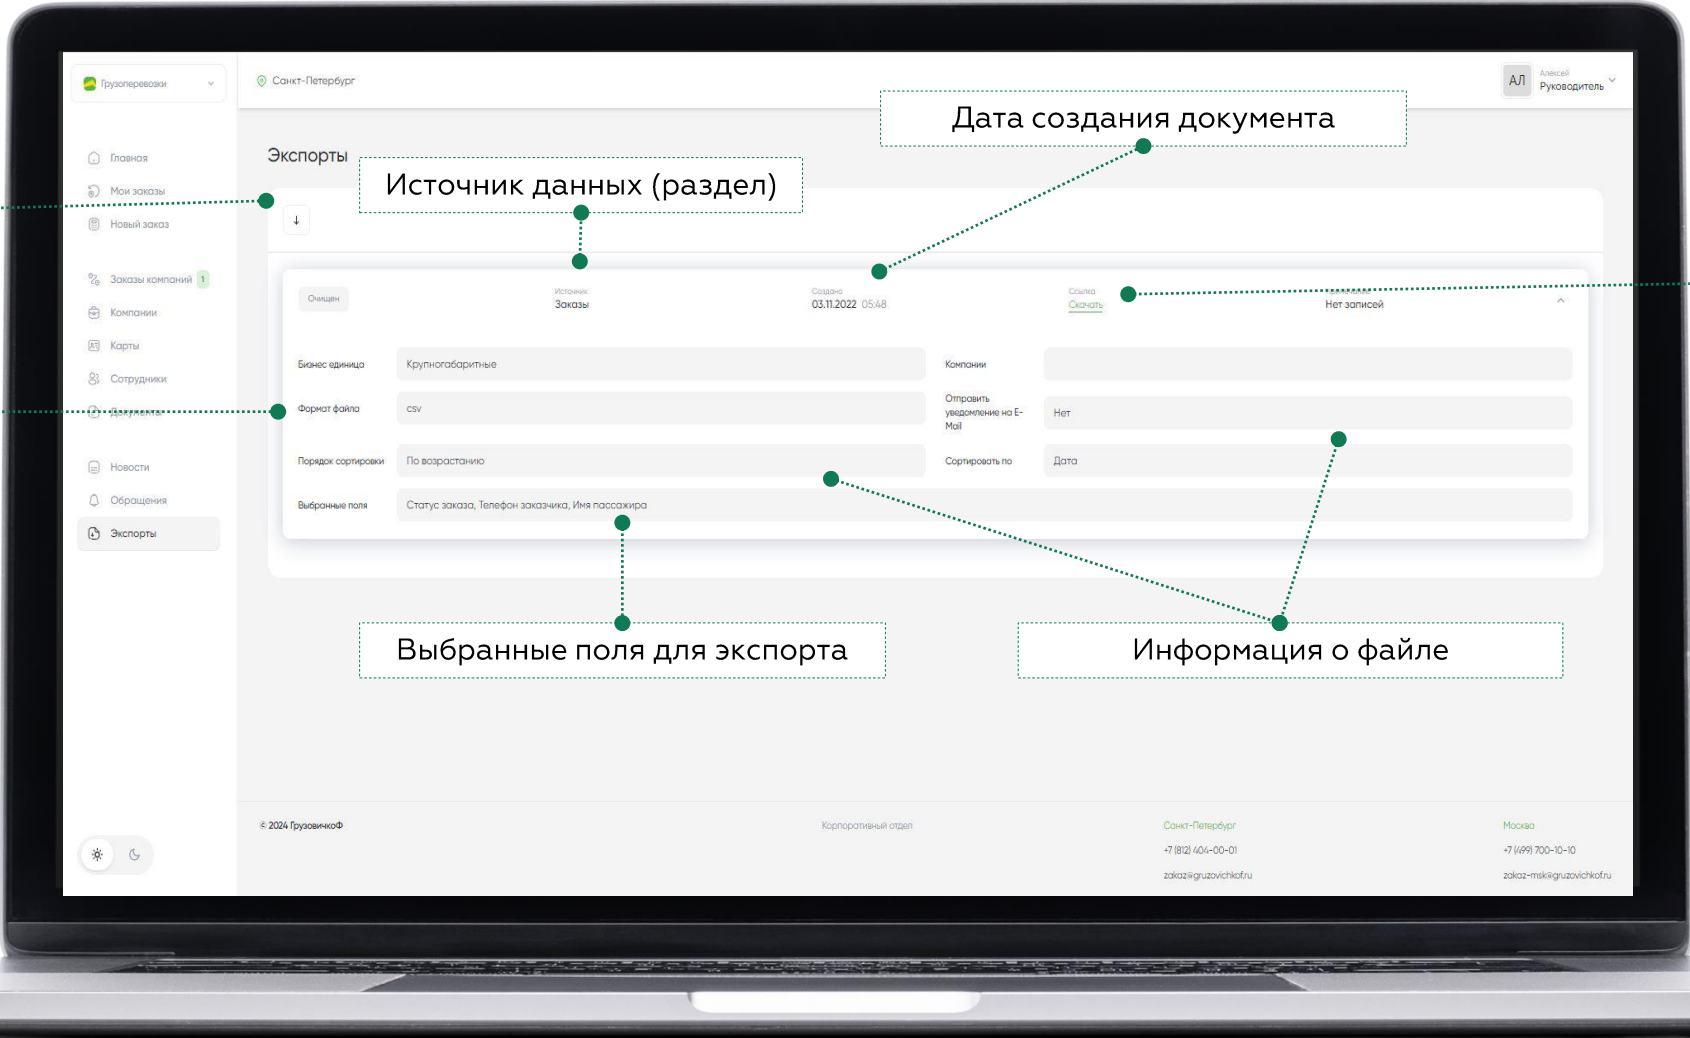 Грузоперевозки
Санкт-Петербург
АЛ
Алексей
Руководитель
Дата создания документа
Главная
Экспорты
Мои заказы
Источник данных (раздел)
Новый заказ
Заказы компаний 1
Компании
Карты
Сотрудники
Документы
Новости
Обращения
Экспорты
Очищен
Источник
Заказы
Создано
03.11.2022 05:48
Ссылка
Скачать
Примечание
Нет записей
Бизнес единица
Крупногабаритные
Компании
Формат файла
csv
Отправить
уведомление на E-
Mail
Нет
Порядок сортировки
По возрастанию
Сортировать по
Дата
Выбранные поля
Статус заказа, Телефон заказчика, Имя пассажира
Выбранные поля для экспорта
Информация о файле
© 2024 ГрузовичкоФ
Корпоративный отдел
Санкт-Петербург
+7 (812) 404-00-01
zakaz@gruzovichkof.ru
Москва
+7 (499) 700-10-10
zakaz-msk@gruzovichkof.ru